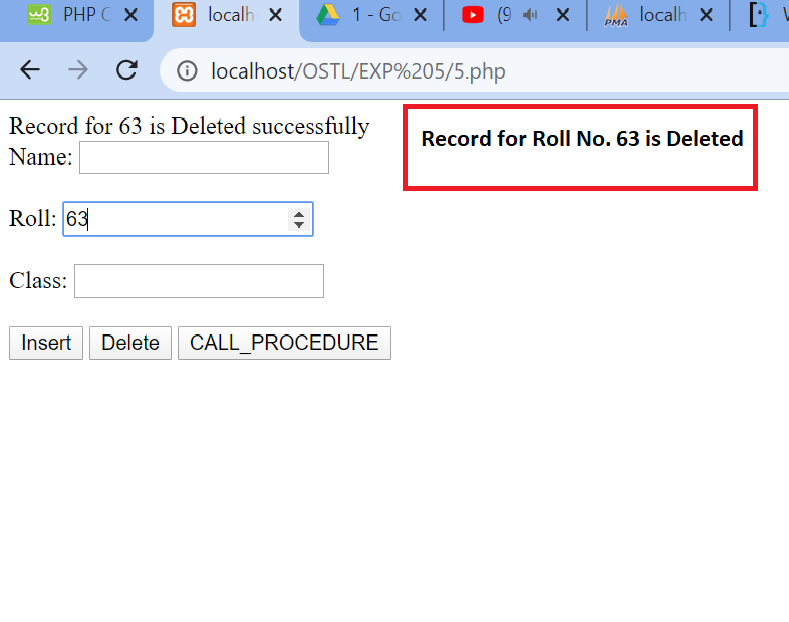 PHP C
localh
1 - Go
(9
localh
localhost/OSTL/EXP%205/5.php
Record for 63 is Deleted successfully
Record for Roll No. 63 is Deleted
Name:
Roll: 63
Class:
Insert Delete CALL_PROCEDURE